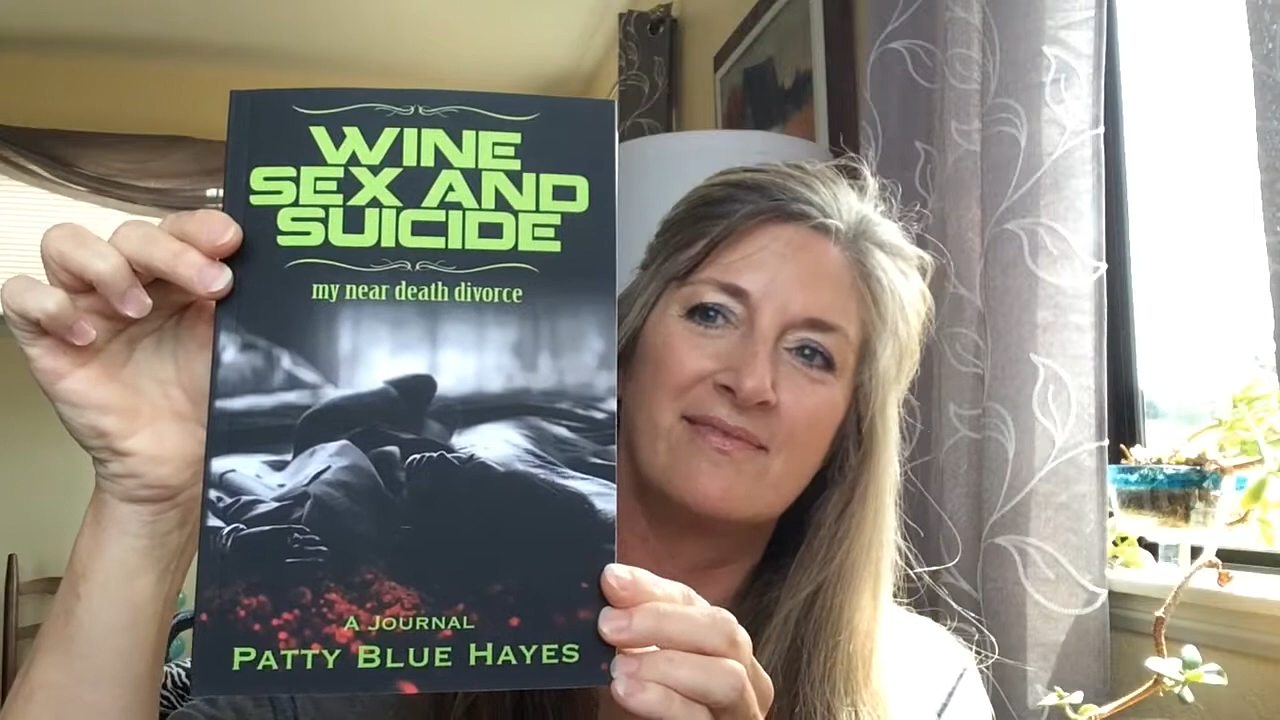 WINE
SEX AND
SUICIDE
my near death divorce
A JOURNAL
PATTY BLUE HAYES